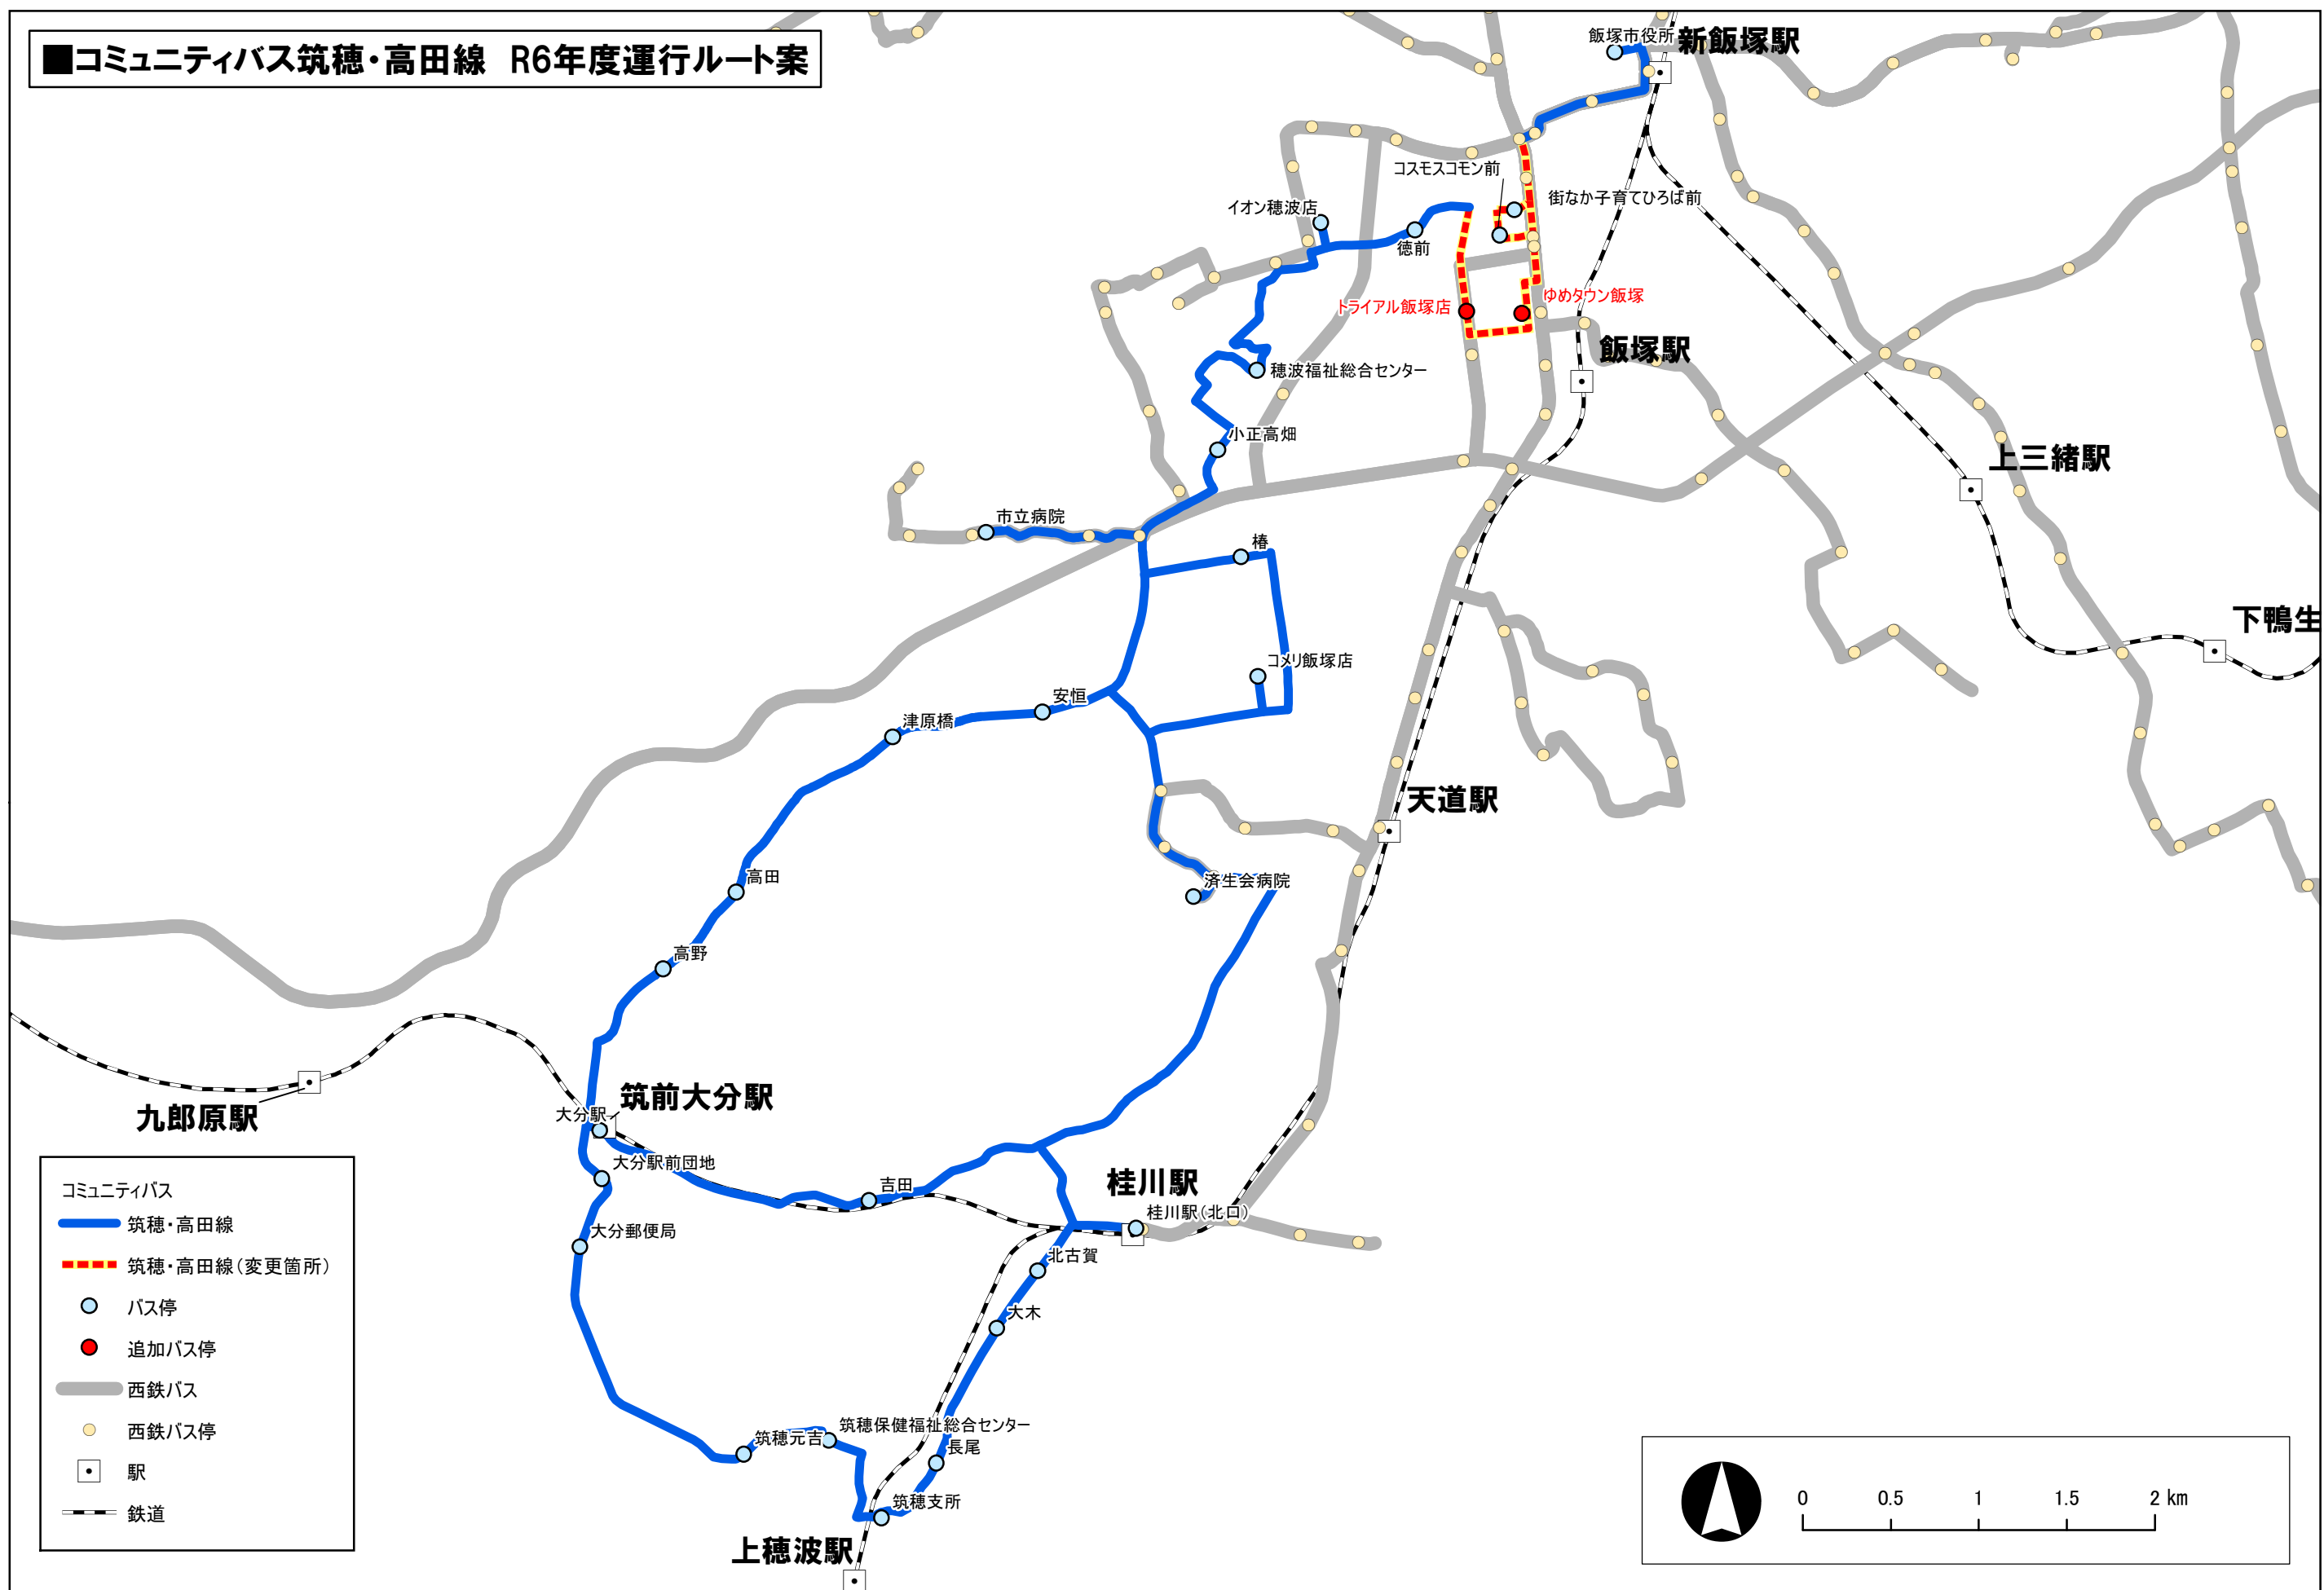 ■コミュニティバス筑穂・高田線　R6年度運行ルート案
飯塚市役所
新飯塚駅
コスモスコモン前
街なか子育てひろば前
イオン穂波店
徳前
トライアル飯塚店
ゆめタウン飯塚
飯塚駅
穂波福祉総合センター
小正高畑
上三緒駅
市立病院
椿
下鴨生
コメリ飯塚店
安恒
津原橋
天道駅
高田
済生会病院
高野
筑前大分駅
九郎原駅
大分駅
大分駅前団地
吉田
桂川駅
桂川駅（北口）
大分郵便局
北古賀
大木
筑穂保健福祉総合センター
筑穂元吉
長尾
筑穂支所
上穂波駅
コミュニティバス
筑穂・高田線
筑穂・高田線（変更箇所）
バス停
追加バス停
西鉄バス
西鉄バス停
駅
鉄道
0 0.5 1 1.5 2 km